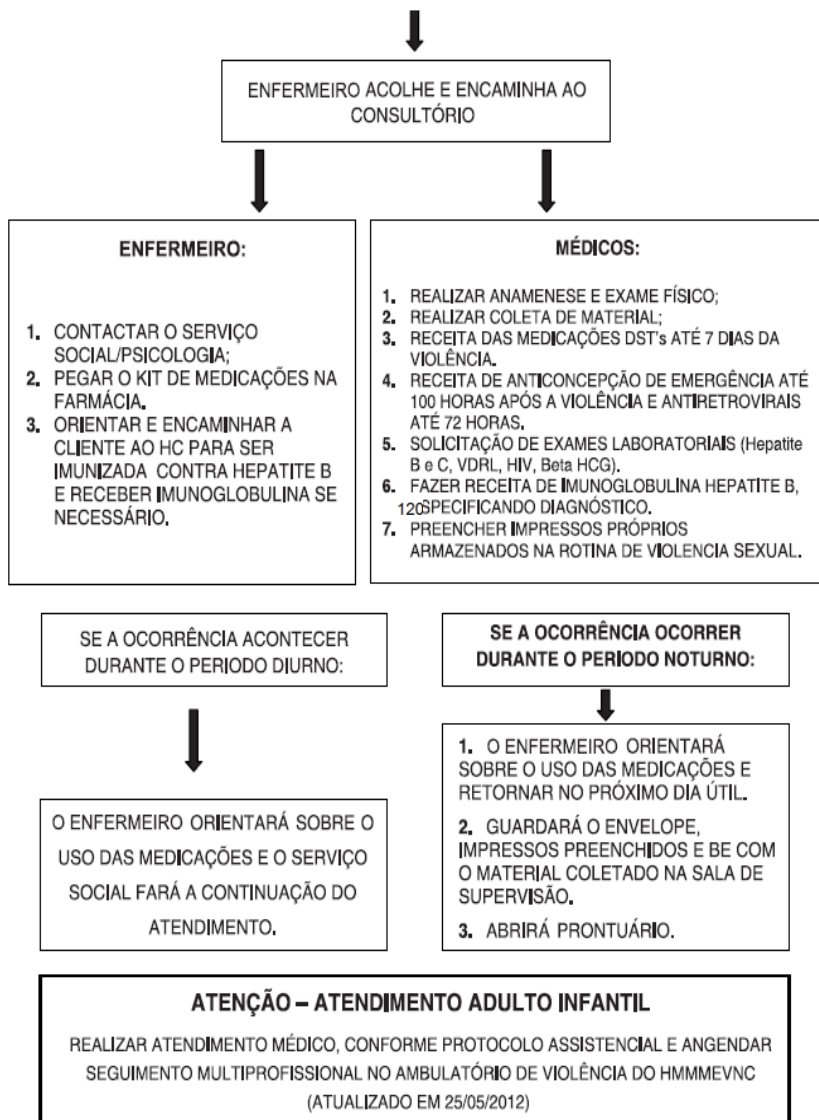 ENFERMEIRO ACOLHE E ENCAMINHA AO
CONSULTÓRIO
ENFERMEIRO:
1. CONTACTAR O SERVIÇO
SOCIAL/PSICOLOGIA;
2. PEGAR O KIT DE MEDICAÇÕES NA
FARMÁCIA.
3. ORIENTAR E ENCAMINHAR A
CLIENTE AO HC PARA SER
IMUNIZADA CONTRA HEPATITE B
E RECEBER IMUNOGLOBULINA SE
NECESSÁRIO.
MÉDICOS:
1. REALIZAR ANAMENESE E EXAME FÍSICO;
2. REALIZAR COLETA DE MATERIAL;
3. RECEITA DAS MEDICAÇÕES DST's ATÉ 7 DIAS DA
VIOLÊNCIA.
4. RECEITA DE ANTICONCEPÇÃO DE EMERGÊNCIA ATÉ
100 HORAS APÓS A VIOLÊNCIA E ANTIRETROVIRAIS
ATÉ 72 HORAS.
5. SOLICITAÇÃO DE EXAMES LABORATORIAIS (Hepatite
B e C, VDRL, HIV, Beta HCG).
6. FAZER RECEITA DE IMUNOGLOBULINA HEPATITE B,
120 SPECIFICANDO DIAGNÓSTICO.
7. PREENCHER IMPRESSOS PRÓPRIOS
ARMAZENADOS NA ROTINA DE VIOLENCIA SEXUAL.
SE A OCORRÊNCIA ACONTECER
DURANTE O PERIODO DIURNO:
O ENFERMEIRO ORIENTARÁ SOBRE O
USO DAS MEDICAÇÕES E O SERVIÇO
SOCIAL FARÁ A CONTINUAÇÃO DO
ATENDIMENTO.
SE A OCORRÊNCIA OCORRER
DURANTE O PERIODO NOTURNO:
1. O ENFERMEIRO ORIENTARÁ
SOBRE O USO DAS MEDICAÇÕES E
RETORNAR NO PRÓXIMO DIA ÚTIL.
2. GUARDARÁ O ENVELOPE,
IMPRESSOS PREENCHIDOS E BE COM
O MATERIAL COLETADO NA SALA DE
SUPERVISÃO.
3. ABRIRÁ PRONTUÁRIO.
ATENÇÃO – ATENDIMENTO ADULTO INFANTIL
REALIZAR ATENDIMENTO MÉDICO, CONFORME PROTOCOLO ASSISTENCIAL E ANGENDAR
SEGUIMENTO MULTIPROFISSIONAL NO AMBULATÓRIO DE VIOLÊNCIA DO HMMMEVNC
(ATUALIZADO EM 25/05/2012)